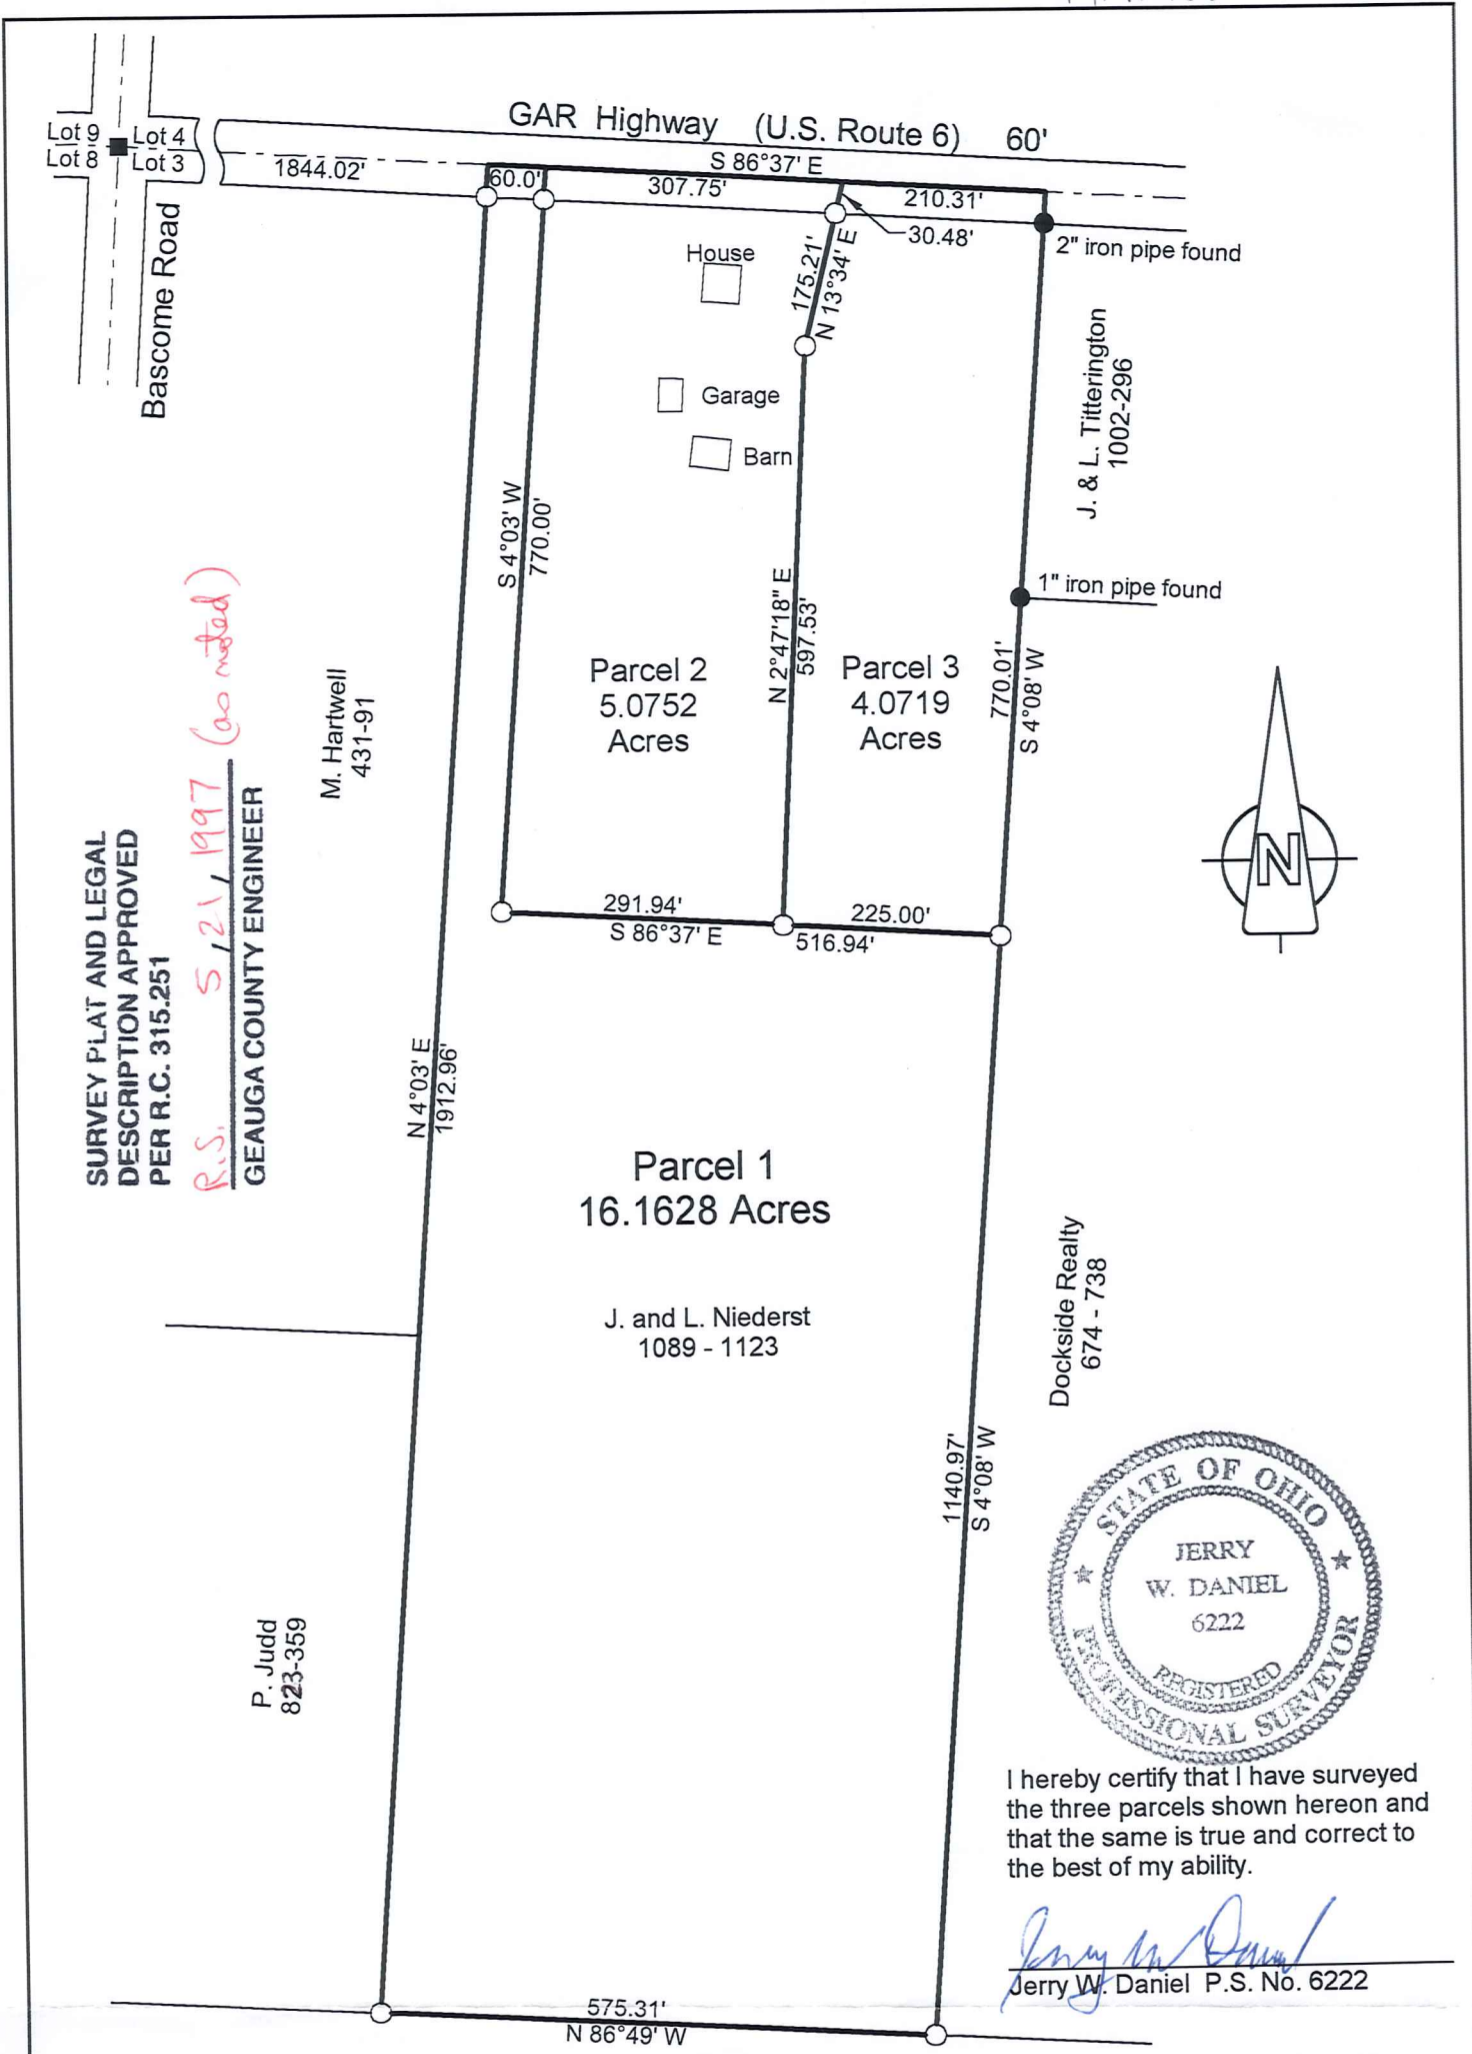 GAR Highway (U.S. Route 6) 60'
Lot 9
Lot 4
Lot 8
Lot 3
1844.02'
S 86°37' E
60.0'
307.75'
210.31'
30.48'
2" iron pipe found
Bascome Road
House
175.21'
N 13°34' E
Garage
Barn
J. & L. Titterington
1002-296
S 4°03' W
770.00'
1" iron pipe found
N 2°47'18" E
597.53'
Parcel 2
5.0752
Acres
Parcel 3
4.0719
Acres
770.01'
S 4°08' W
M. Hartwell
431-91
SURVEY PLAT AND LEGAL
DESCRIPTION APPROVED
PER R.C. 315.251
R.S. 5, 21, 1997 (as noted)
GEAUGA COUNTY ENGINEER
N
291.94'
S 86°37' E
225.00'
516.94'
N 4°03' E
1912.96'
Parcel 1
16.1628 Acres
J. and L. Niederst
1089 - 1123
Dockside Realty
674 - 738
1140.97'
S 4°08' W
P. Judd
823-359
STATE OF OHIO
JERRY
W. DANIEL
6222
REGISTERED
PROFESSIONAL SURVEYOR
I hereby certify that I have surveyed
the three parcels shown hereon and
that the same is true and correct to
the best of my ability.
Jerry W Daniel
Jerry W. Daniel P.S. No. 6222
575.31'
N 86°49' W